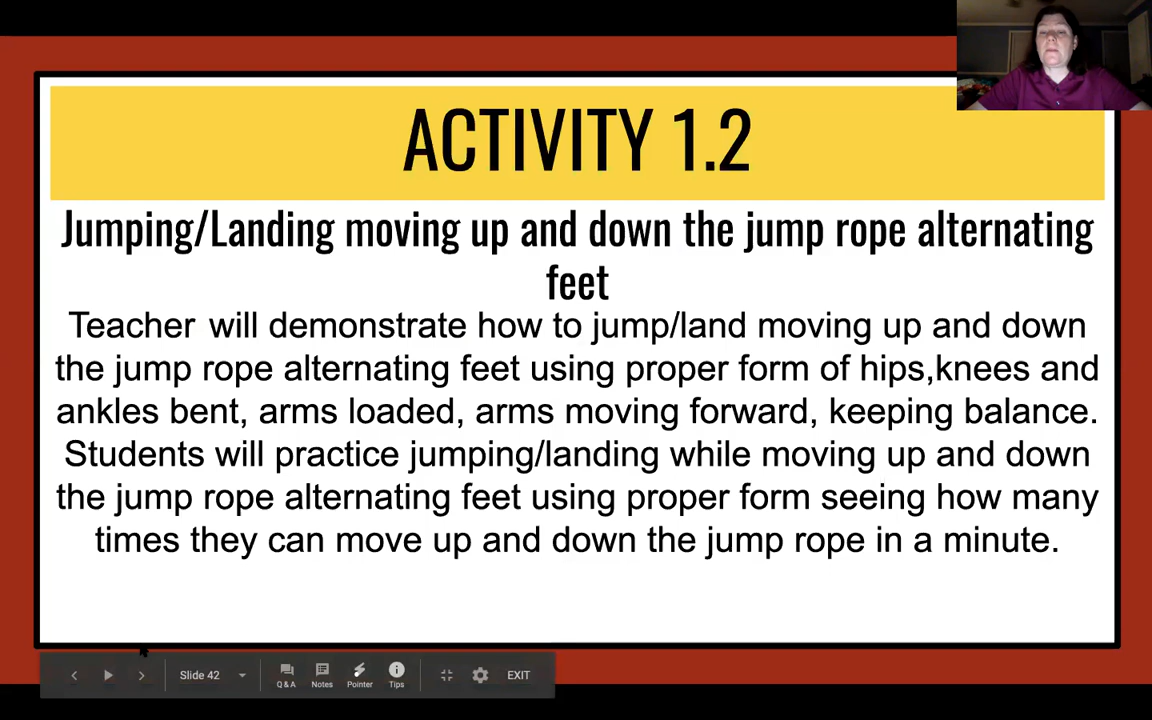 ACTIVITY 1.2
Jumping/Landing moving up and down the jump rope alternating
feet
Teacher will demonstrate how to jump/land moving up and down
the jump rope alternating feet using proper form of hips,knees and
ankles bent, arms loaded, arms moving forward, keeping balance.
Students will practice jumping/landing while moving up and down
the jump rope alternating feet using proper form seeing how many
times they can move up and down the jump rope in a minute.
Slide 42
Q & A
Notes
Pointer
Tips
EXIT